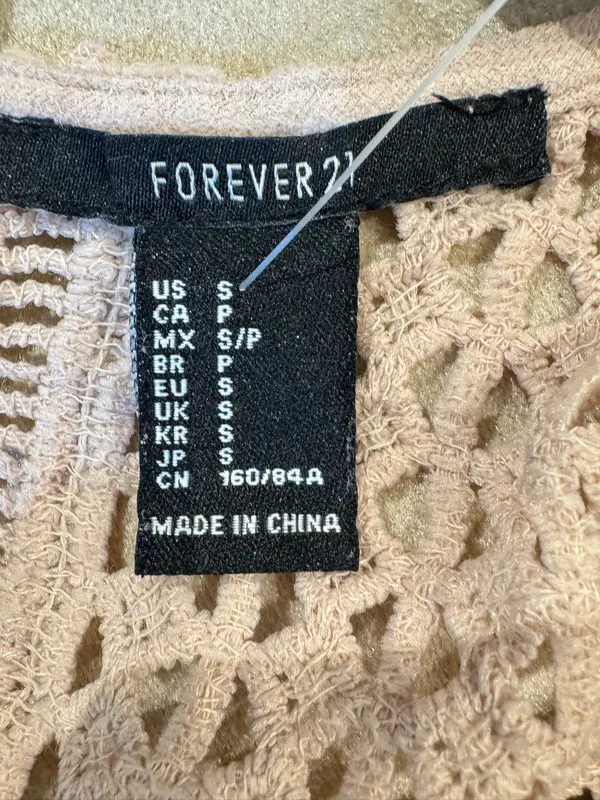 FOREVER 21
US S
CA P
MX S/P
BR P
EU S
UK S
KR S
JP S
CN 160/84A
MADE IN CHINA